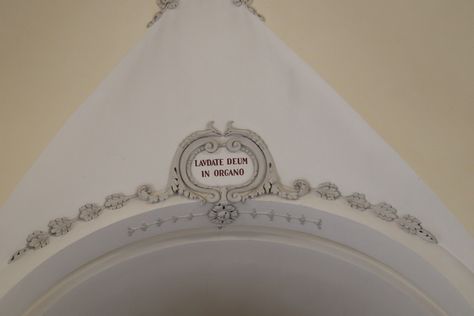 LAVDATE DEUM
IN ORGANO